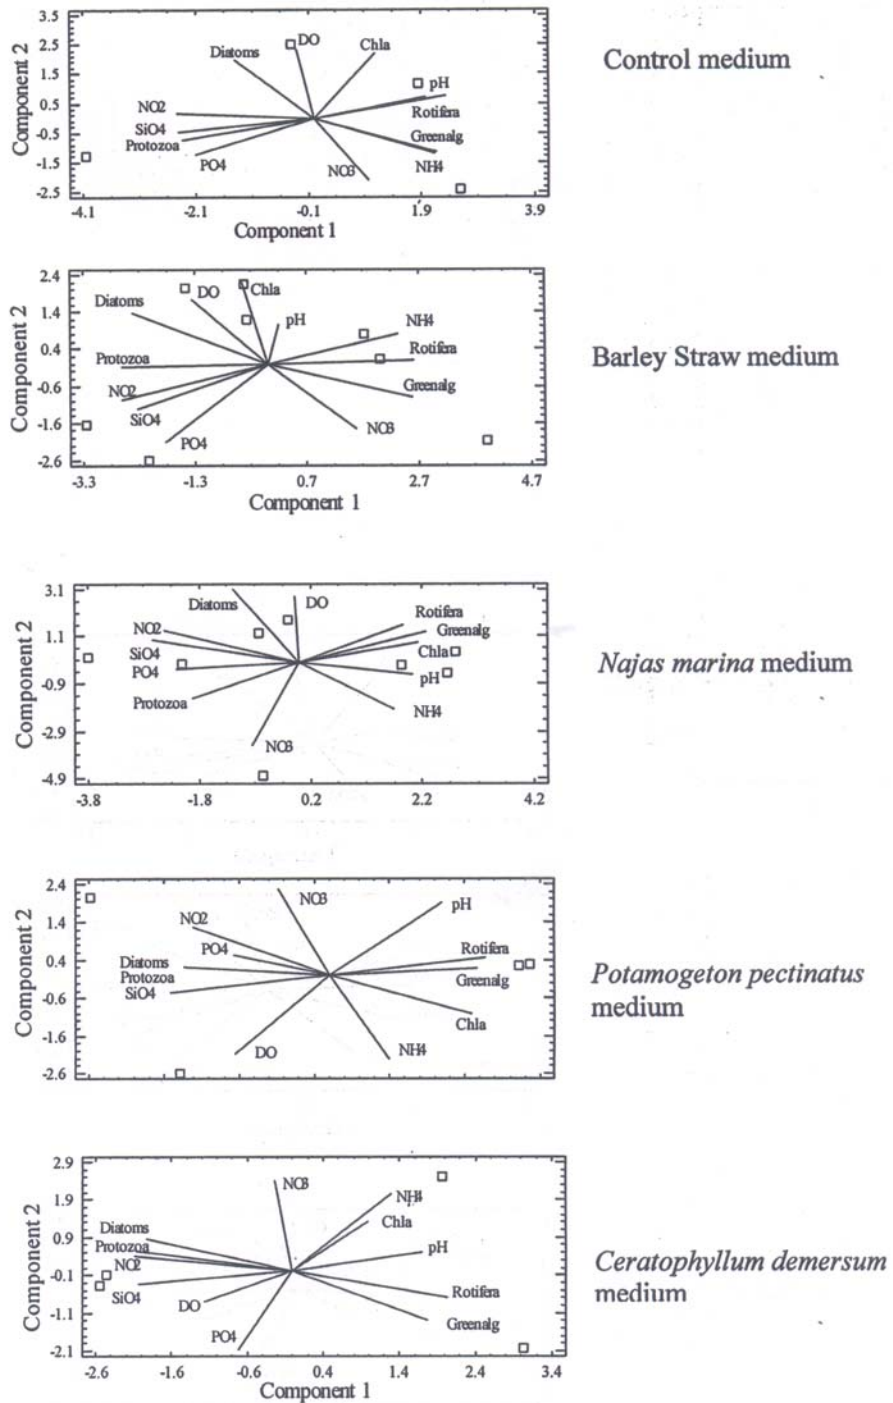 Component 2
3.5
2.5
1.5
0.5
-0.5
-1.5
-2.5
DO
Chla
Diatoms
pH
NO2
Rotifera
SiO4
Greenalg
Protozoa
PO4
NO3
NH4
-4.1 -2.1 -0.1 1.9 3.9
Component 1
Control medium
Component 2
2.4
1.4
0.4
-0.6
-1.6
-2.6
DO
Chla
Diatoms
pH
NH4
Protozoa
Rotifera
NO2
Greenalg
SiO4
NO3
PO4
-3.3 -1.3 0.7 2.7 4.7
Component 1
Barley Straw medium
Component 2
3.1
1.1
-0.9
-2.9
-4.9
Diatoms
DO
Rotifera
NO2
Greenalg
SiO4
Chla
PO4
pH
Protozoa
NH4
NO3
-3.8 -1.8 0.2 2.2 4.2
Najas marina medium
Component 2
2.4
1.4
0.4
-0.6
-1.6
-2.6
NO3
pH
NO2
PO4
Rotifera
Diatoms
Protozoa
Greenalg
SiO4
Chla
DO
NH4
Potamogeton pectinatus
medium
Component 2
2.9
1.9
0.9
-0.1
-1.1
-2.1
NO3
NH4
Chla
Diatoms
Protozoa
pH
NO2
SiO4
Rotifera
DO
Greenalg
PO4
-2.6 -1.6 -0.6 0.4 1.4 2.4 3.4
Component 1
Ceratophyllum demersum
medium